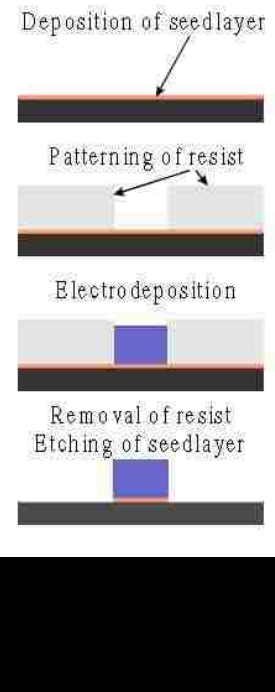 Deposition of seedlayer
Patterning of resist
Electrodeposition
Removal of resist
Etching of seedlayer